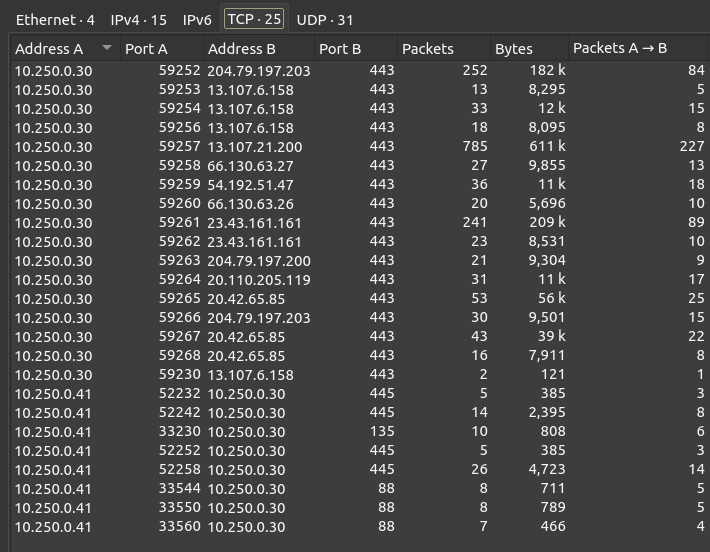 Ethernet · 4 IPv4 · 15 IPv6 TCP · 25 UDP · 31
Address A Port A Address B Port B Packets Bytes Packets A → B
10.250.0.30 59252 204.79.197.203 443 252 182 k 84
10.250.0.30 59253 13.107.6.158 443 13 8,295 5
10.250.0.30 59254 13.107.6.158 443 33 12 k 15
10.250.0.30 59256 13.107.6.158 443 18 8,095 8
10.250.0.30 59257 13.107.21.200 443 785 611 k 227
10.250.0.30 59258 66.130.63.27 443 27 9,855 13
10.250.0.30 59259 54.192.51.47 443 36 11 k 18
10.250.0.30 59260 66.130.63.26 443 20 5,696 10
10.250.0.30 59261 23.43.161.161 443 241 209 k 89
10.250.0.30 59262 23.43.161.161 443 23 8,531 10
10.250.0.30 59263 204.79.197.200 443 21 9,304 9
10.250.0.30 59264 20.110.205.119 443 31 11 k 17
10.250.0.30 59265 20.42.65.85 443 53 56 k 25
10.250.0.30 59266 204.79.197.203 443 30 9,501 15
10.250.0.30 59267 20.42.65.85 443 43 39 k 22
10.250.0.30 59268 20.42.65.85 443 16 7,911 8
10.250.0.30 59230 13.107.6.158 443 2 121 1
10.250.0.41 52232 10.250.0.30 445 5 385 3
10.250.0.41 52242 10.250.0.30 445 14 2,395 8
10.250.0.41 33230 10.250.0.30 135 10 808 6
10.250.0.41 52252 10.250.0.30 445 5 385 3
10.250.0.41 52258 10.250.0.30 445 26 4,723 14
10.250.0.41 33544 10.250.0.30 88 8 711 5
10.250.0.41 33550 10.250.0.30 88 8 789 5
10.250.0.41 33560 10.250.0.30 88 7 466 4